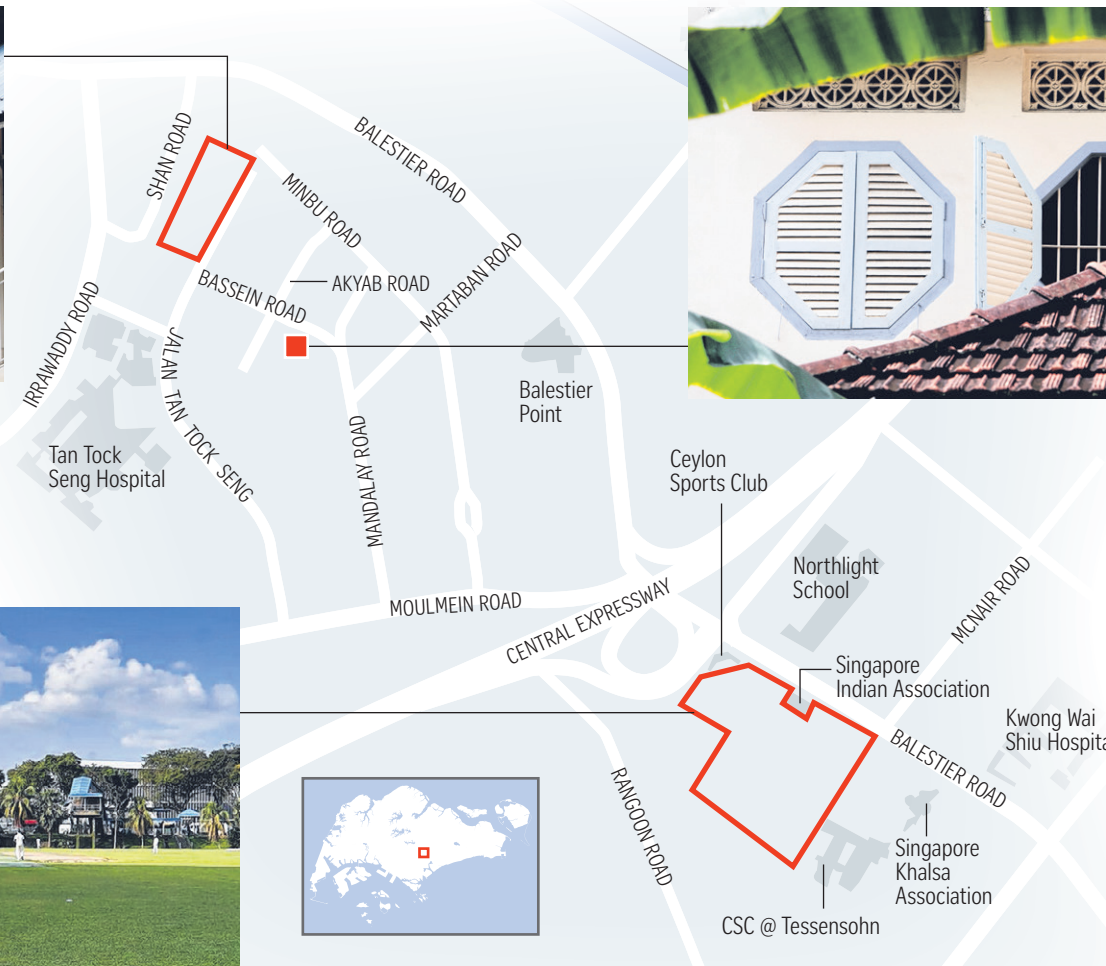 SHAN ROAD
BALESTIER ROAD
MINBU ROAD
AKYAB ROAD
MARTABAN ROAD
BASSEIN ROAD
IRRAWADDY ROAD
JALAN TAN TOCK SENG
Balestier
Point
Tan Tock
Seng Hospital
MANDALAY ROAD
Ceylon
Sports Club
Northlight
School
MCNAIR ROAD
MOULMEIN ROAD
CENTRAL EXPRESSWAY
Singapore
Indian Association
Kwong Wai
Shiu Hospita
BALESTIER ROAD
RANGOON ROAD
Singapore
Khalsa
Association
CSC @ Tessensohn